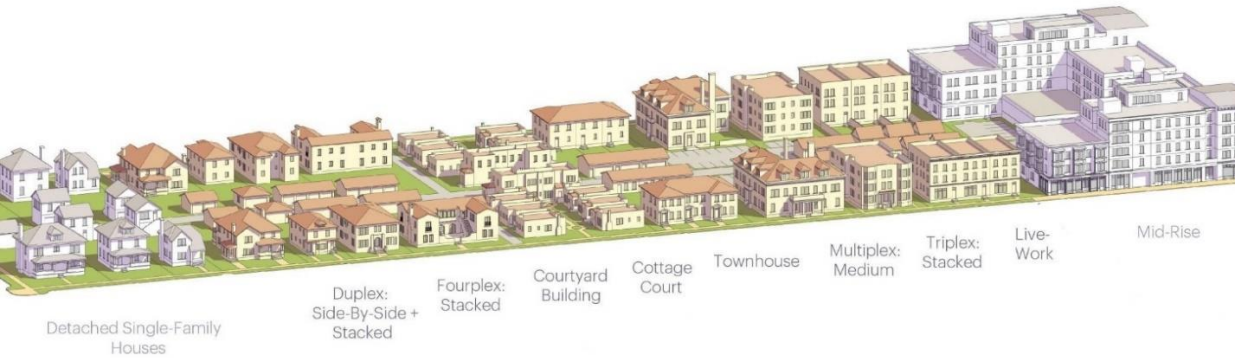 Detached Single-Family
Houses
Duplex:
Side-By-Side +
Stacked
Fourplex:
Stacked
Courtyard
Building
Cottage
Court
Townhouse
Multiplex:
Medium
Triplex:
Stacked
Live-
Work
Mid-Rise